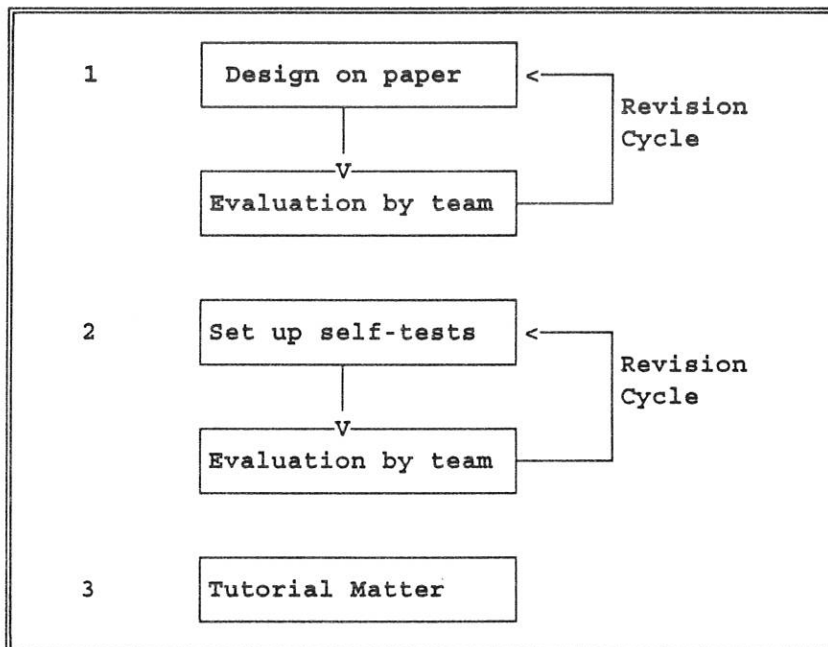 1 Design on paper <
Revision
Cycle
V
Evaluation by team
2 Set up self-tests <
Revision
Cycle
V
Evaluation by team
3 Tutorial Matter